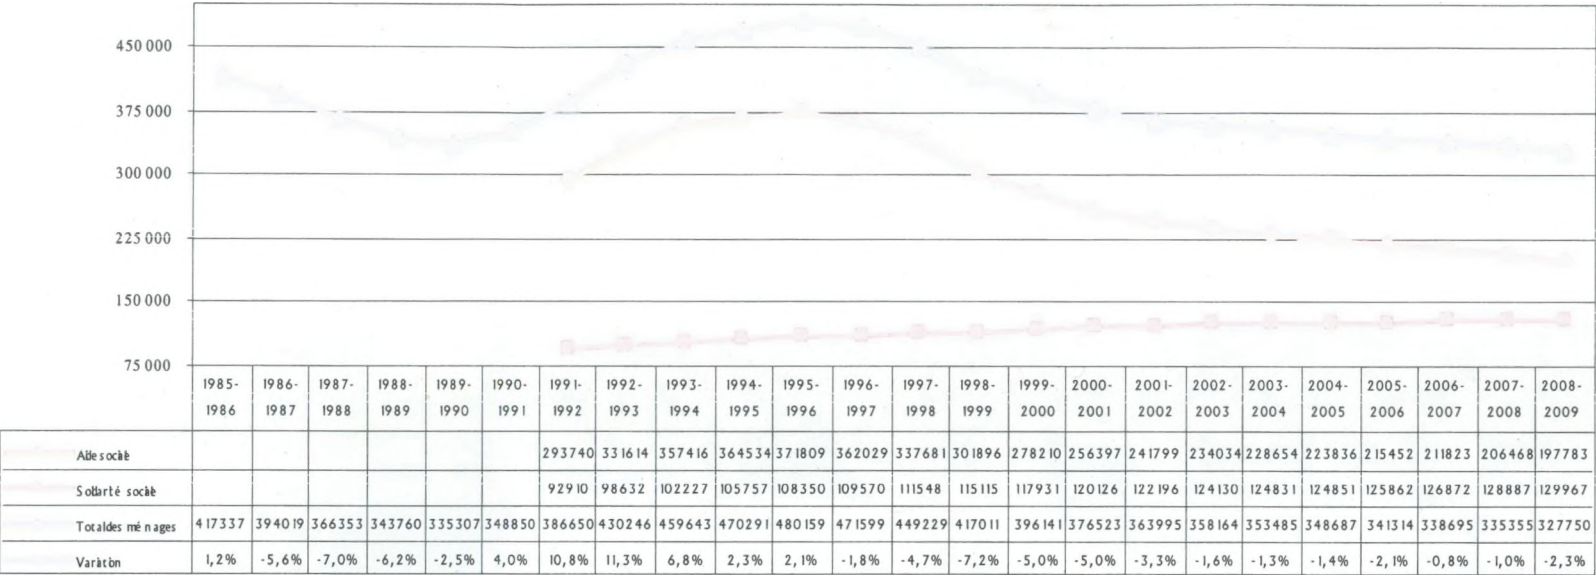 450 000
375 000
300 000
225 000
150 000
75 000
1985- 1986- 1987- 1988- 1989- 1990- 1991- 1992- 1993- 1994- 1995- 1996- 1997- 1998- 1999- 2000- 2001- 2002- 2003- 2004- 2005- 2006- 2007- 2008-
1986 1987 1988 1989 1990 1991 1992 1993 1994 1995 1996 1997 1998 1999 2000 2001 2002 2003 2004 2005 2006 2007 2008 2009
293740 331614 357416 364534 371809 362029 337681 301896 278210 256397 241799 234034 228654 223836 215452 211823 206468 197783
92910 98632 102227 105757 108350 109570 111548 115115 117931 120126 122196 124130 124831 124851 125862 126872 128887 129967
Totaldes ménages 417337 394019 366353 343760 335307 348850 386650 430246 459643 470291 480159 471599 449229 417011 396141 376523 363995 358164 353485 348687 341314 338695 335355 327750
1,2% -5,6% -7,0% -6,2% -2,5% 4,0% 10,8% 11,3% 6,8% 2,3% 2,1% -1,8% -4,7% -7,2% -5,0% -5,0% -3,3% -1,6% -1,3% -1,4% -2,1% -0,8% -1,0% -2,3%